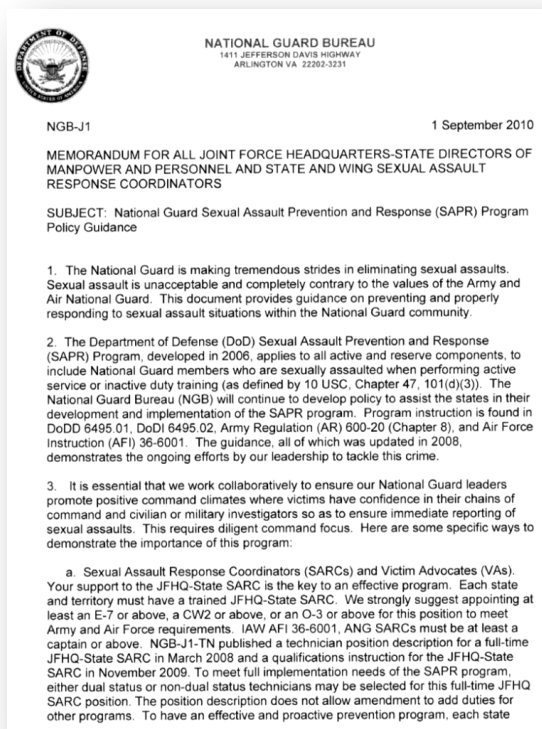 NATIONAL GUARD BUREAU
1411 JEFFERSON DAVIS HIGHWAY
ARLINGTON VA 22202-3231
NGB-J1 1 September 2010
MEMORANDUM FOR ALL JOINT FORCE HEADQUARTERS-STATE DIRECTORS OF
MANPOWER AND PERSONNEL AND STATE AND WING SEXUAL ASSAULT
RESPONSE COORDINATORS
SUBJECT: National Guard Sexual Assault Prevention and Response (SAPR) Program
Policy Guidance
1. The National Guard is making tremendous strides in eliminating sexual assaults.
Sexual assault is unacceptable and completely contrary to the values of the Army and
Air National Guard. This document provides guidance on preventing and properly
responding to sexual assault situations within the National Guard community.
2. The Department of Defense (DoD) Sexual Assault Prevention and Response
(SAPR) Program, developed in 2006, applies to all active and reserve components, to
include National Guard members who are sexually assaulted when performing active
service or inactive duty training (as defined by 10 USC, Chapter 47, 101(d)(3)). The
National Guard Bureau (NGB) will continue to develop policy to assist the states in their
development and implementation of the SAPR program. Program instruction is found in
DoDD 6495.01, DoDI 6495.02, Army Regulation (AR) 600-20 (Chapter 8), and Air Force
Instruction (AFI) 36-6001. The guidance, all of which was updated in 2008,
demonstrates the ongoing efforts by our leadership to tackle this crime.
3. It is essential that we work collaboratively to ensure our National Guard leaders
promote positive command climates where victims have confidence in their chains of
command and civilian or military investigators so as to ensure immediate reporting of
sexual assaults. This requires diligent command focus. Here are some specific ways to
demonstrate the importance of this program:
a. Sexual Assault Response Coordinators (SARCs) and Victim Advocates (VAs).
Your support to the JFHQ-State SARC is the key to an effective program. Each state
and territory must have a trained JFHQ-State SARC. We strongly suggest appointing at
least an E-7 or above, a CW2 or above, or an O-3 or above for this position to meet
Army and Air Force requirements. IAW AFI 36-6001, ANG SARCs must be at least a
captain or above. NGB-J1-TN published a technician position description for a full-time
JFHQ-State SARC in March 2008 and a qualifications instruction for the JFHQ-State
SARC in November 2009. To meet full implementation needs of the SAPR program,
either dual status or non-dual status technicians may be selected for this full-time JFHQ
SARC position. The position description does not allow amendment to add duties for
other programs. To have an effective and proactive prevention program, each state
DEPARTMENT OF DEFENSE
UNITED STATES OF AMERICA